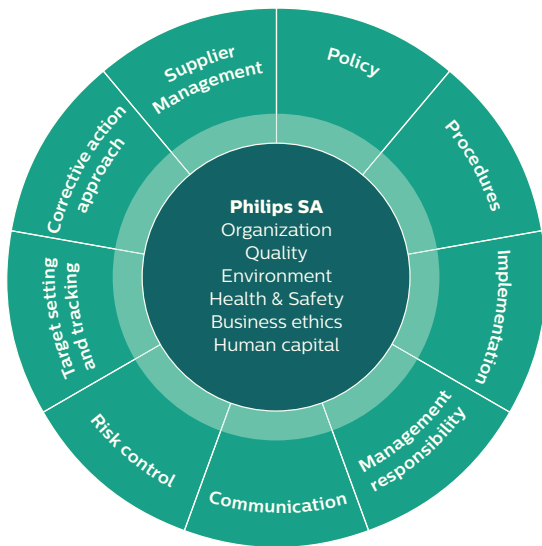 Philips SA
Organization
Quality
Environment
Health & Safety
Business ethics
Human capital
Policy
Procedures
Implementation
Management
responsibility
Communication
Risk control
Target setting
and tracking
Corrective action
approach
Supplier
Management